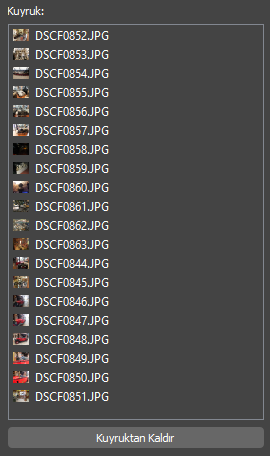 Kuyruk:
DSCF0852.JPG
DSCF0853.JPG
DSCF0854.JPG
DSCF0855.JPG
DSCF0856.JPG
DSCF0857.JPG
DSCF0858.JPG
DSCF0859.JPG
DSCF0860.JPG
DSCF0861.JPG
DSCF0862.JPG
DSCF0863.JPG
DSCF0844.JPG
DSCF0845.JPG
DSCF0846.JPG
DSCF0847.JPG
DSCF0848.JPG
DSCF0849.JPG
DSCF0850.JPG
DSCF0851.JPG
Kuyruktan Kaldır